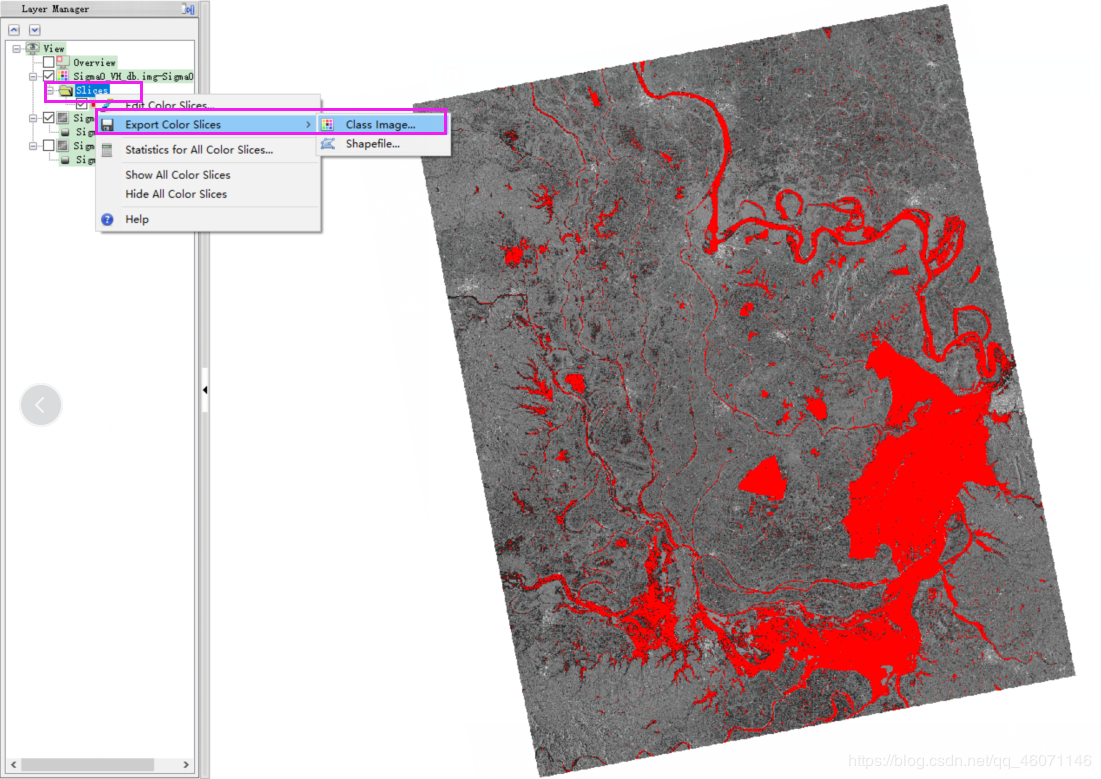 Layer Manager
View
Overview
Sigma0_VH_db.img-Sigma0
Slices
Edit Color Slices...
Sigm
Export Color Slices
Class Image...
Sigm
Shapefile...
Sigm
Statistics for All Color Slices...
Sigm
Show All Color Slices
Hide All Color Slices
Help
https://blog.csdn.net/qq_46071146